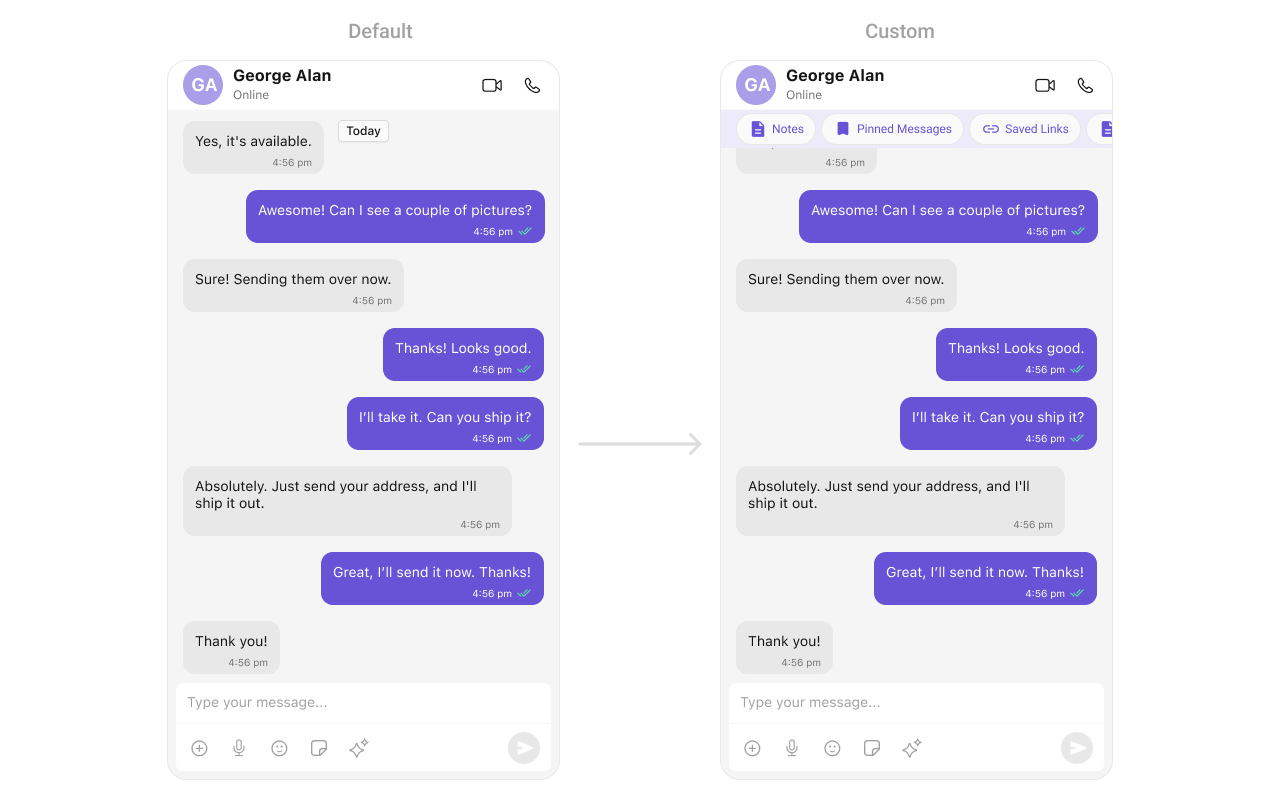 Default
GA
George Alan
Online
Today
Yes, it's available.
4:56 pm
Awesome! Can I see a couple of pictures?
4:56 pm
Sure! Sending them over now.
4:56 pm
Thanks! Looks good.
4:56 pm
I’ll take it. Can you ship it?
4:56 pm
Absolutely. Just send your address, and I'll
ship it out.
4:56 pm
Great, I’ll send it now. Thanks!
4:56 pm
Thank you!
4:56 pm
Type your message...
Custom
GA
George Alan
Online
Notes
Pinned Messages
Saved Links
4:56 pm
Awesome! Can I see a couple of pictures?
4:56 pm
Sure! Sending them over now.
4:56 pm
Thanks! Looks good.
4:56 pm
I’ll take it. Can you ship it?
4:56 pm
Absolutely. Just send your address, and I'll
ship it out.
4:56 pm
Great, I’ll send it now. Thanks!
4:56 pm
Thank you!
4:56 pm
Type your message...